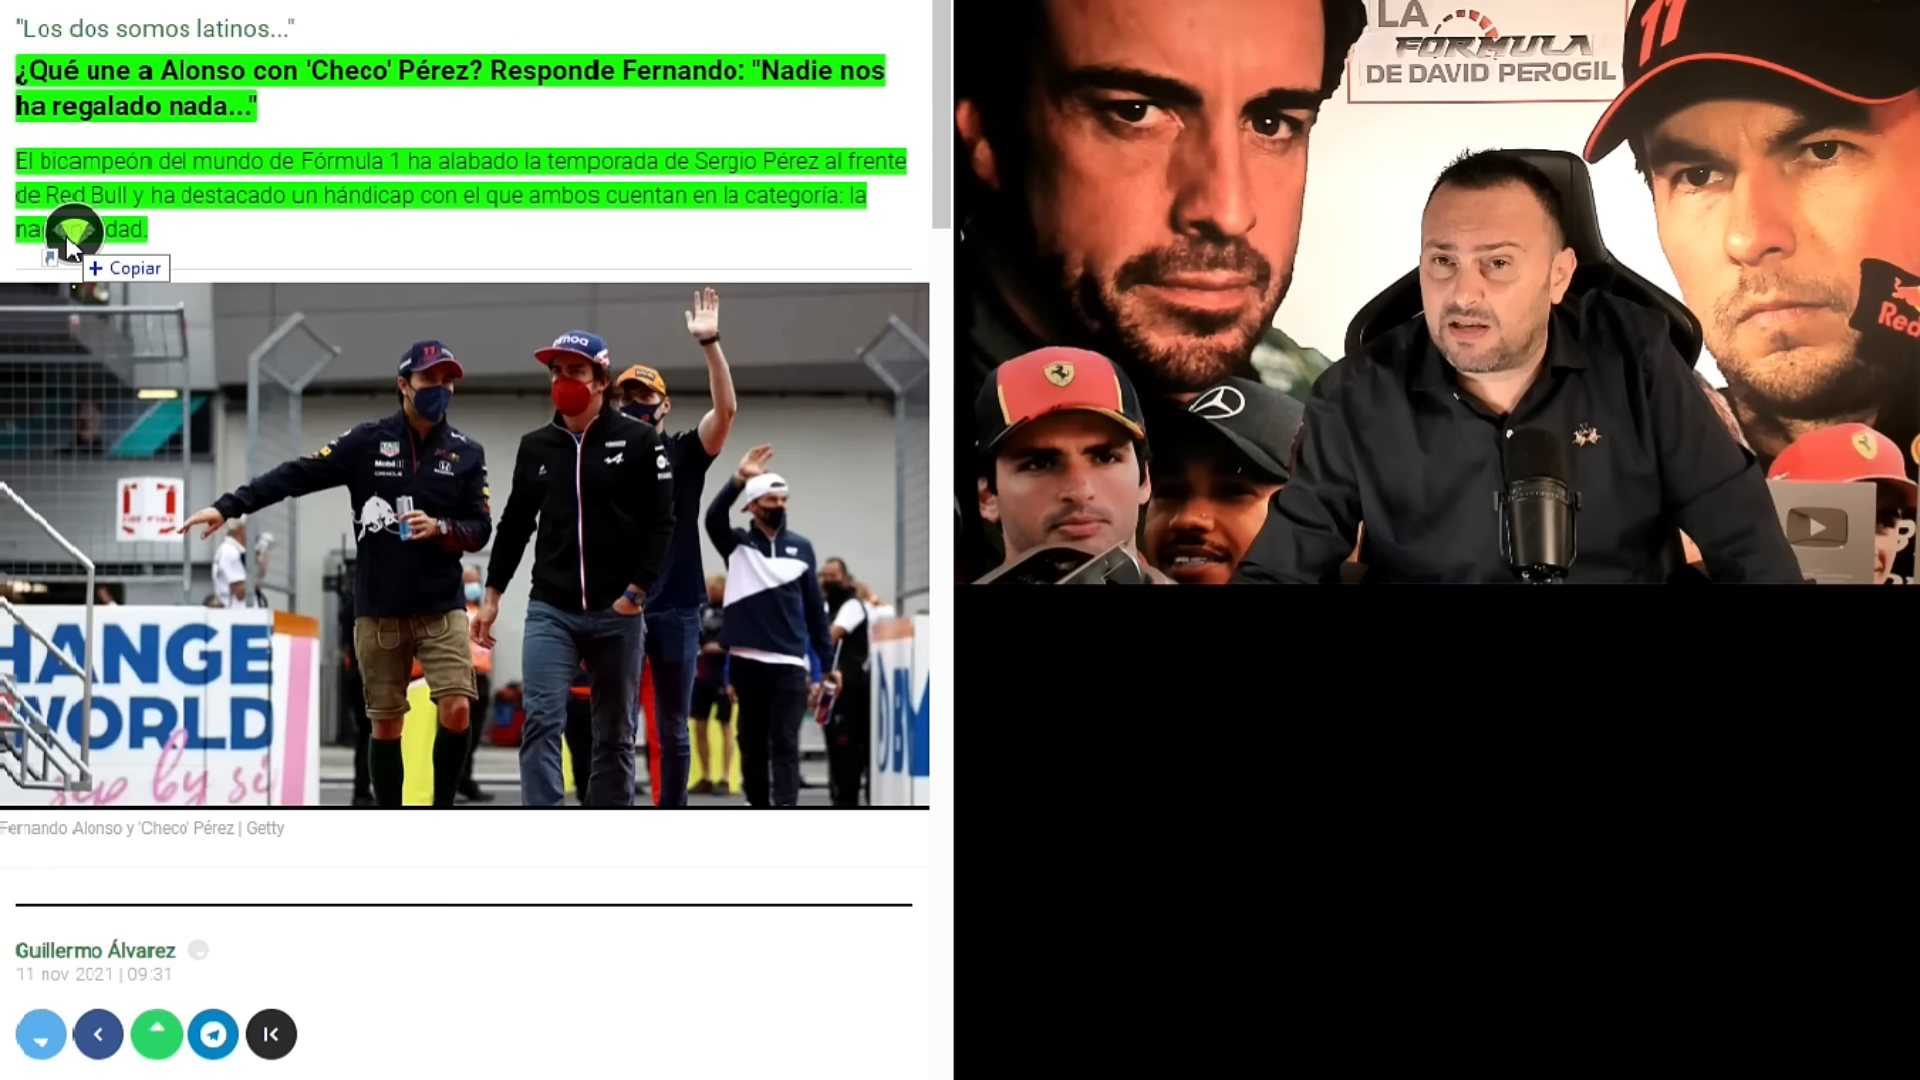 "Los dos somos latinos..."
¿Qué une a Alonso con 'Checo' Pérez? Responde Fernando: "Nadie nos
ha regalado nada..."
El bicampeón del mundo de Fórmula 1 ha alabado la temporada de Sergio Pérez al frente
de Red Bull y ha destacado un hándicap con el que ambos cuentan en la categoría: la
dad.
+ Copiar
HANGE
WORLD
Fernando Alonso y 'Checo' Pérez | Getty
Guillermo Álvarez
11 nov 2021 | 09:31
LA
FORMULA
DE DAVID PEROGIL
11
Red